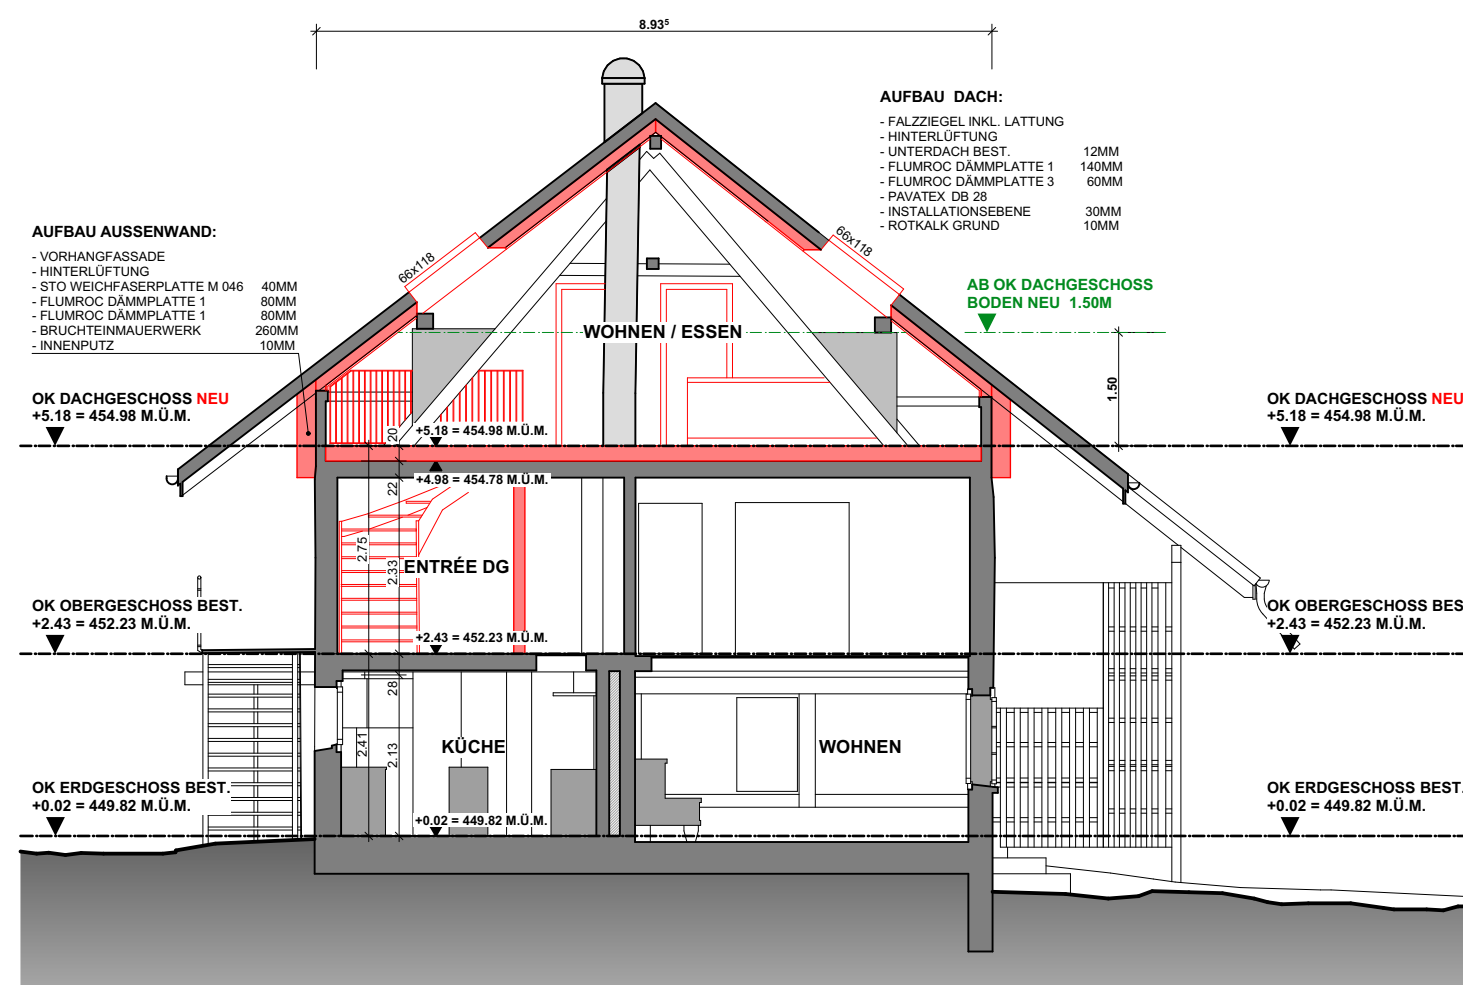 8.93⁵
AUFBAU DACH:
- FALZZIEGEL INKL. LATTUNG
- HINTERLÜFTUNG
- UNTERDACH BEST. 12MM
- FLUMROC DÄMMPLATTE 1 140MM
- FLUMROC DÄMMPLATTE 3 60MM
- PAVATEX DB 28
- INSTALLATIONSEBENE 30MM
- ROTKALK GRUND 10MM
AUFBAU AUSSENWAND:
- VORHANGFASSADE
- HINTERLÜFTUNG
- STO WEICHFASERPLATTE M 046 40MM
- FLUMROC DÄMMPLATTE 1 80MM
- FLUMROC DÄMMPLATTE 1 80MM
- BRUCHTEINMAUERWERK 260MM
- INNENPUTZ 10MM
66x118
66x118
AB OK DACHGESCHOSS
BODEN NEU 1.50M
WOHNEN / ESSEN
1.50
OK DACHGESCHOSS NEU
+5.18 = 454.98 M.Ü.M.
OK DACHGESCHOSS NEU
+5.18 = 454.98 M.Ü.M.
20
+5.18 = 454.98 M.Ü.M.
+4.98 = 454.78 M.Ü.M.
22
2.75
2.33
ENTRÉE DG
OK OBERGESCHOSS BEST.
+2.43 = 452.23 M.Ü.M.
+2.43 = 452.23 M.Ü.M.
OK OBERGESCHOSS BES
+2.43 = 452.23 M.Ü.M.
28
2.41
2.13
KÜCHE
WOHNEN
OK ERDGESCHOSS BEST.
+0.02 = 449.82 M.Ü.M.
+0.02 = 449.82 M.Ü.M.
OK ERDGESCHOSS BEST.
+0.02 = 449.82 M.Ü.M.